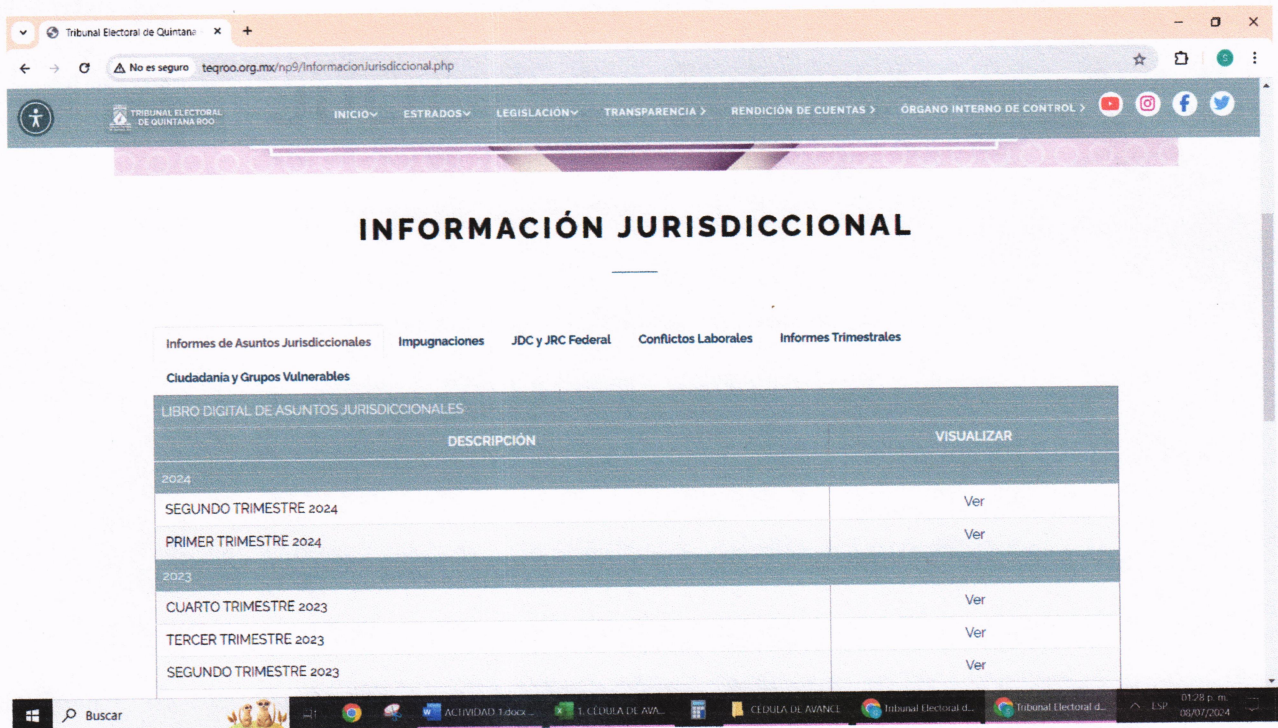 Tribunal Electoral de Quintana
No es seguro teqroo.org.mx/np9/InformacionJurisdiccional.php
S
TRIBUNAL ELECTORAL
DE QUINTANA ROO
INICIO ESTRADOS LEGISLACIÓN TRANSPARENCIA > RENDICIÓN DE CUENTAS > ÓRGANO INTERNO DE CONTROL >
INFORMACIÓN JURISDICCIONAL
Informes de Asuntos Jurisdiccionales Impugnaciones JDC y JRC Federal Conflictos Laborales Informes Trimestrales
Ciudadanía y Grupos Vulnerables
LIBRO DIGITAL DE ASUNTOS JURISDICCIONALES
DESCRIPCIÓN VISUALIZAR
2024
SEGUNDO TRIMESTRE 2024 Ver
PRIMER TRIMESTRE 2024 Ver
2023
CUARTO TRIMESTRE 2023 Ver
TERCER TRIMESTRE 2023 Ver
SEGUNDO TRIMESTRE 2023 Ver
Buscar ACTIVIDAD 1.docx ... 1. CÉDULA DE AVA... CÉDULA DE AVANCE Tribunal Electoral d... Tribunal Electoral d... ESP 01:28 p. m.
08/07/2024